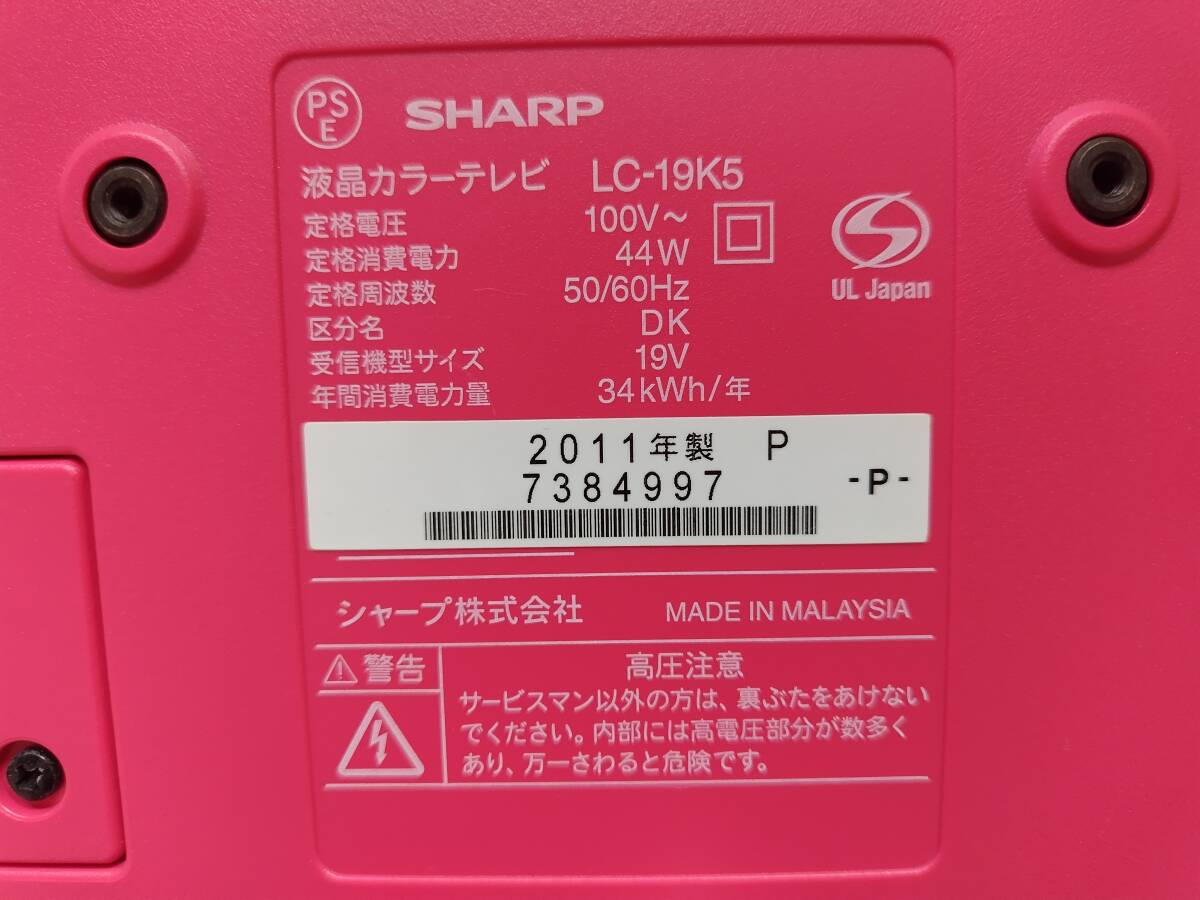 PS
E
SHARP
液晶カラーテレビ LC-19K5
定格電圧 100V～
定格消費電力 44W
定格周波数 50/60Hz
区分名 DK
受信機型サイズ 19V
年間消費電力量 34kWh/年
UL Japan
2011年製 P
7384997 -P-
シャープ株式会社 MADE IN MALAYSIA
警告
高圧注意
サービスマン以外の方は、裏ぶたをあけない
でください。内部には高電圧部分が数多く
あり、万一さわると危険です。